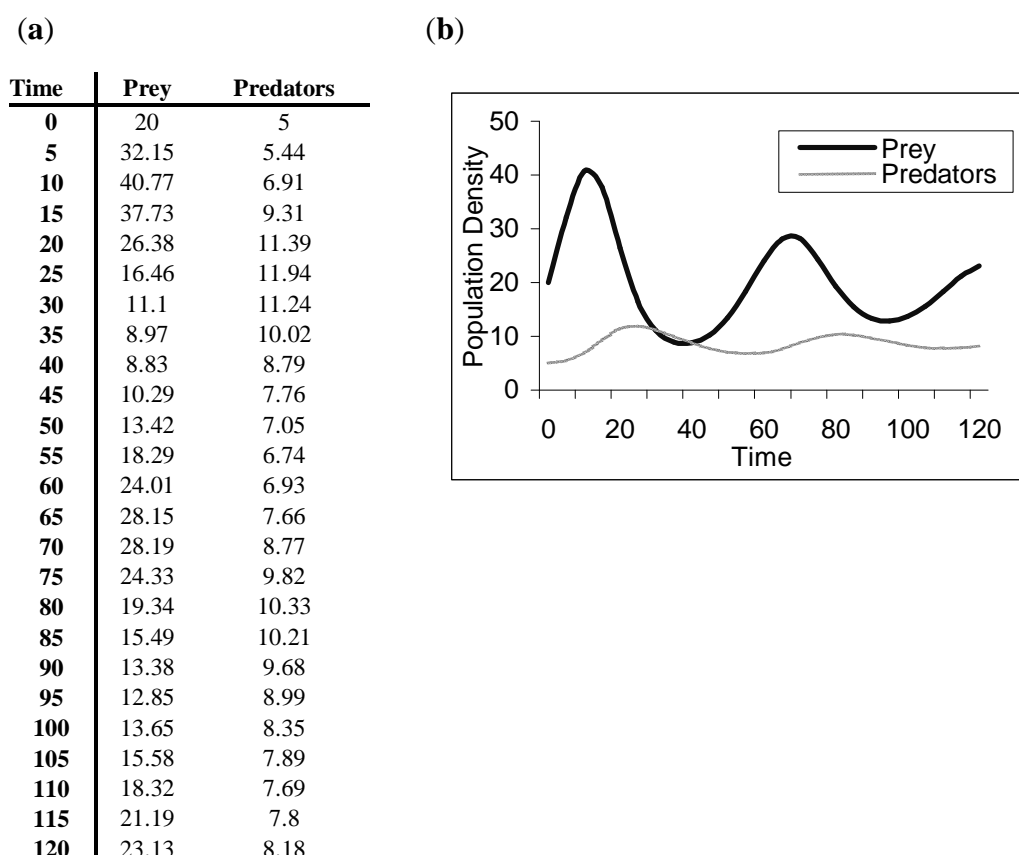 (a)
Time Prey Predators
0 20 5
5 32.15 5.44
10 40.77 6.91
15 37.73 9.31
20 26.38 11.39
25 16.46 11.94
30 11.1 11.24
35 8.97 10.02
40 8.83 8.79
45 10.29 7.76
50 13.42 7.05
55 18.29 6.74
60 24.01 6.93
65 28.15 7.66
70 28.19 8.77
75 24.33 9.82
80 19.34 10.33
85 15.49 10.21
90 13.38 9.68
95 12.85 8.99
100 13.65 8.35
105 15.58 7.89
110 18.32 7.69
115 21.19 7.8
120 23.13 8.18
(b)
Population Density
50
40
30
20
10
0
Prey
Predators
0 20 40 60 80 100 120
Time